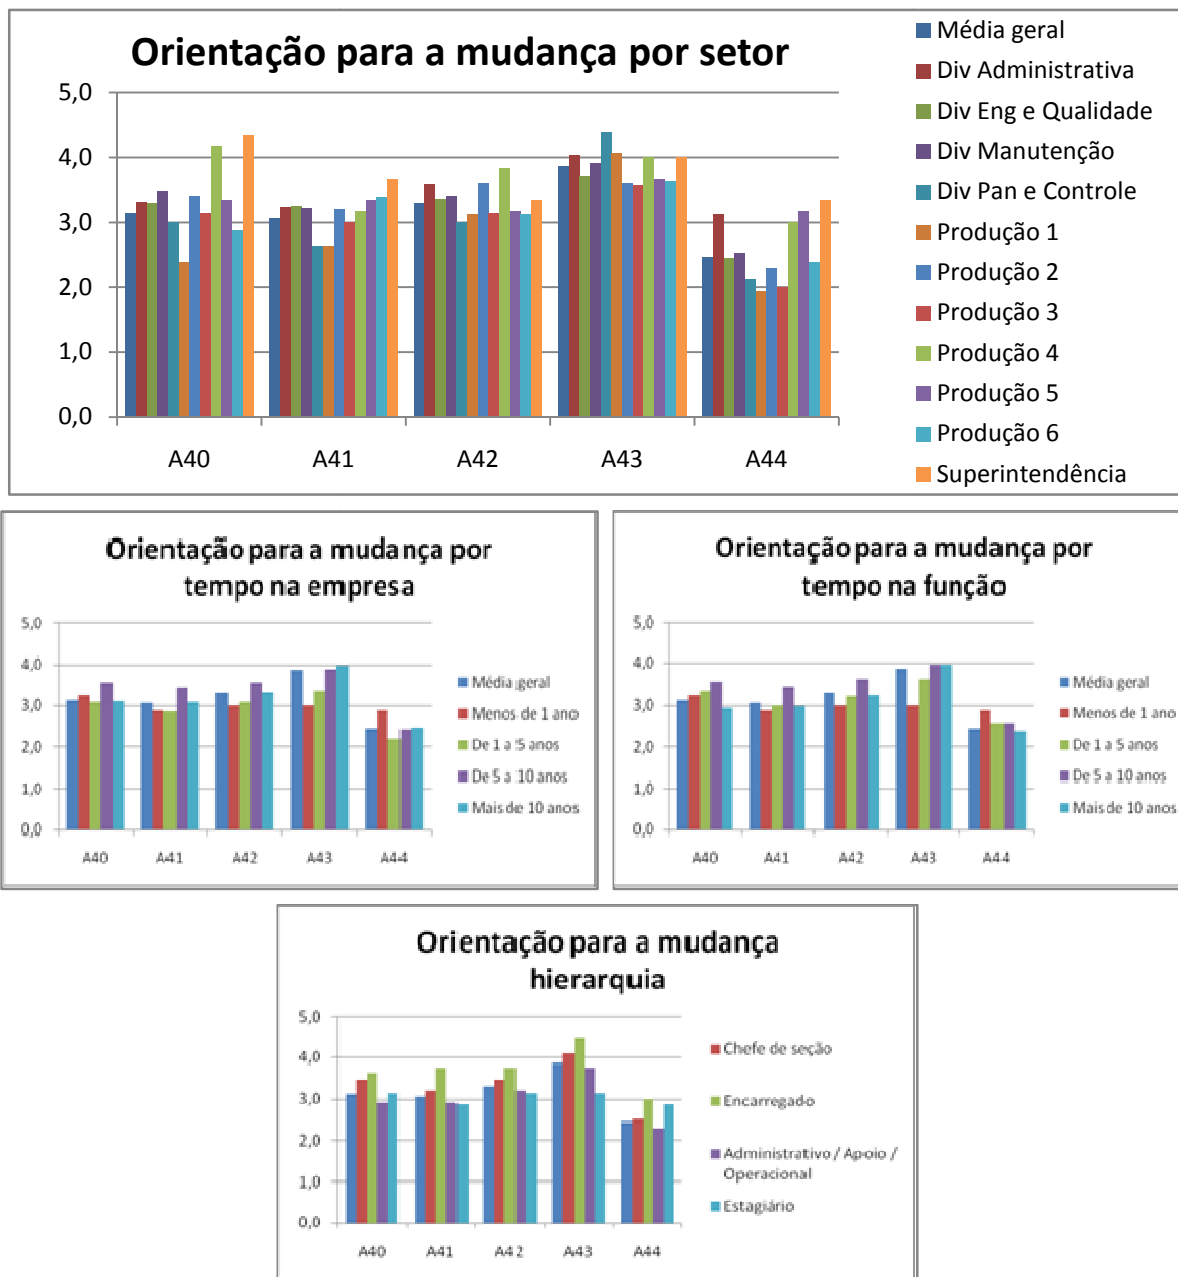 Orientação para a mudança por setor
5,0
4,0
3,0
2,0
1,0
0,0
A40
A41
A42
A43
A44
Média geral
Div Administrativa
Div Eng e Qualidade
Div Manutenção
Div Pan e Controle
Produção 1
Produção 2
Produção 3
Produção 4
Produção 5
Produção 6
Superintendência
Orientação para a mudança por
tempo na empresa
5,0
4,0
3,0
2,0
1,0
0,0
A40
A41
A42
A43
A44
Média geral
Menos de 1 ano
De 1 a 5 anos
De 5 a 10 anos
Mais de 10 anos
Orientação para a mudança por
tempo na função
5,0
4,0
3,0
2,0
1,0
0,0
A40
A41
A42
A43
A44
Média geral
Menos de 1 ano
De 1 a 5 anos
De 5 a 10 anos
Mais de 10 anos
Orientação para a mudança
hierarquia
5,0
4,0
3,0
2,0
1,0
0,0
A40
A41
A42
A43
A44
Chefe de seção
Encarregado
Administrativo / Apoio /
Operacional
Estagiário